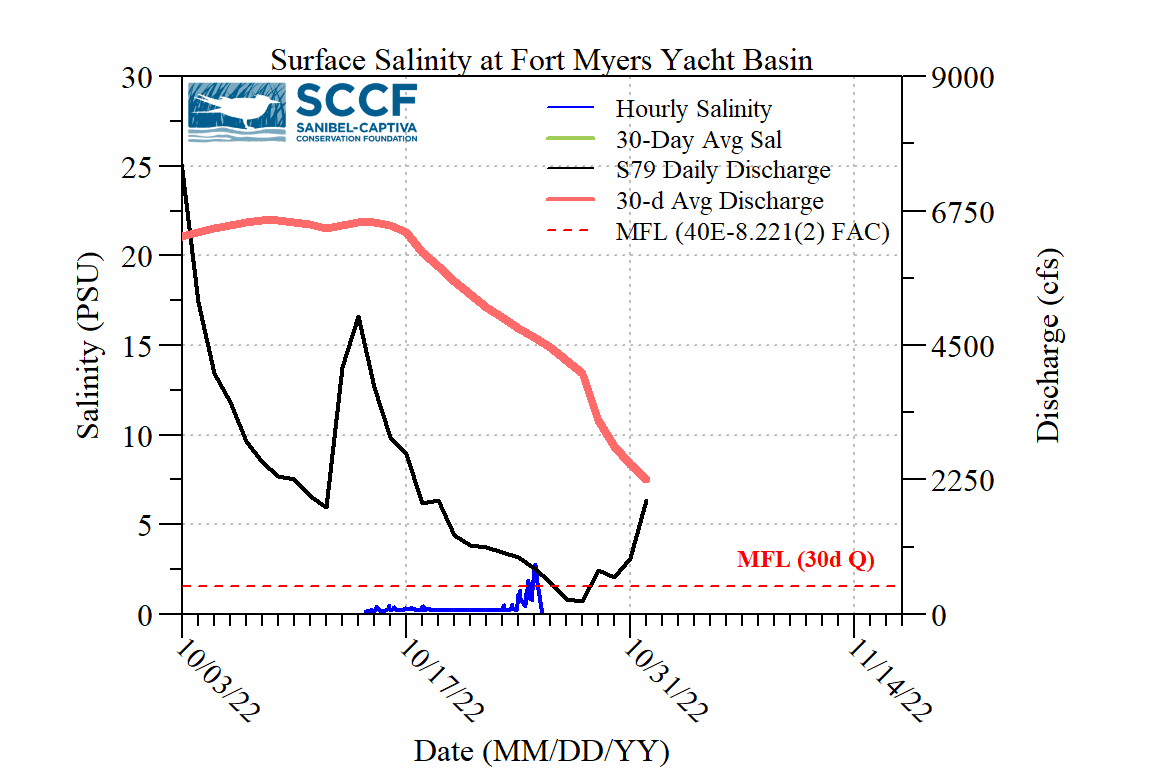 Surface Salinity at Fort Myers Yacht Basin
SCCF
SANIBEL-CAPTIVA
CONSERVATION FOUNDATION
Hourly Salinity
30-Day Avg Sal
S79 Daily Discharge
30-d Avg Discharge
MFL (40E-8.221(2) FAC)
30
25
20
15
10
5
0
Salinity (PSU)
9000
6750
4500
2250
0
Discharge (cfs)
MFL (30d Q)
10/03/22
10/17/22
10/31/22
11/14/22
Date (MM/DD/YY)